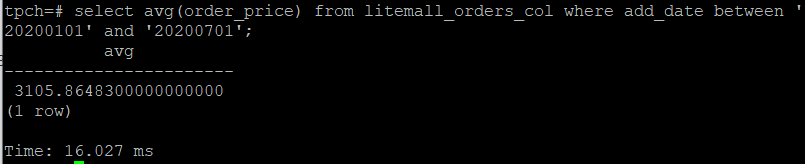 tpch=# select avg(order_price) from litemall_orders_col where add_date between '
20200101' and '20200701';
avg
-----------------------
3105.8648300000000000
(1 row)
Time: 16.027 ms